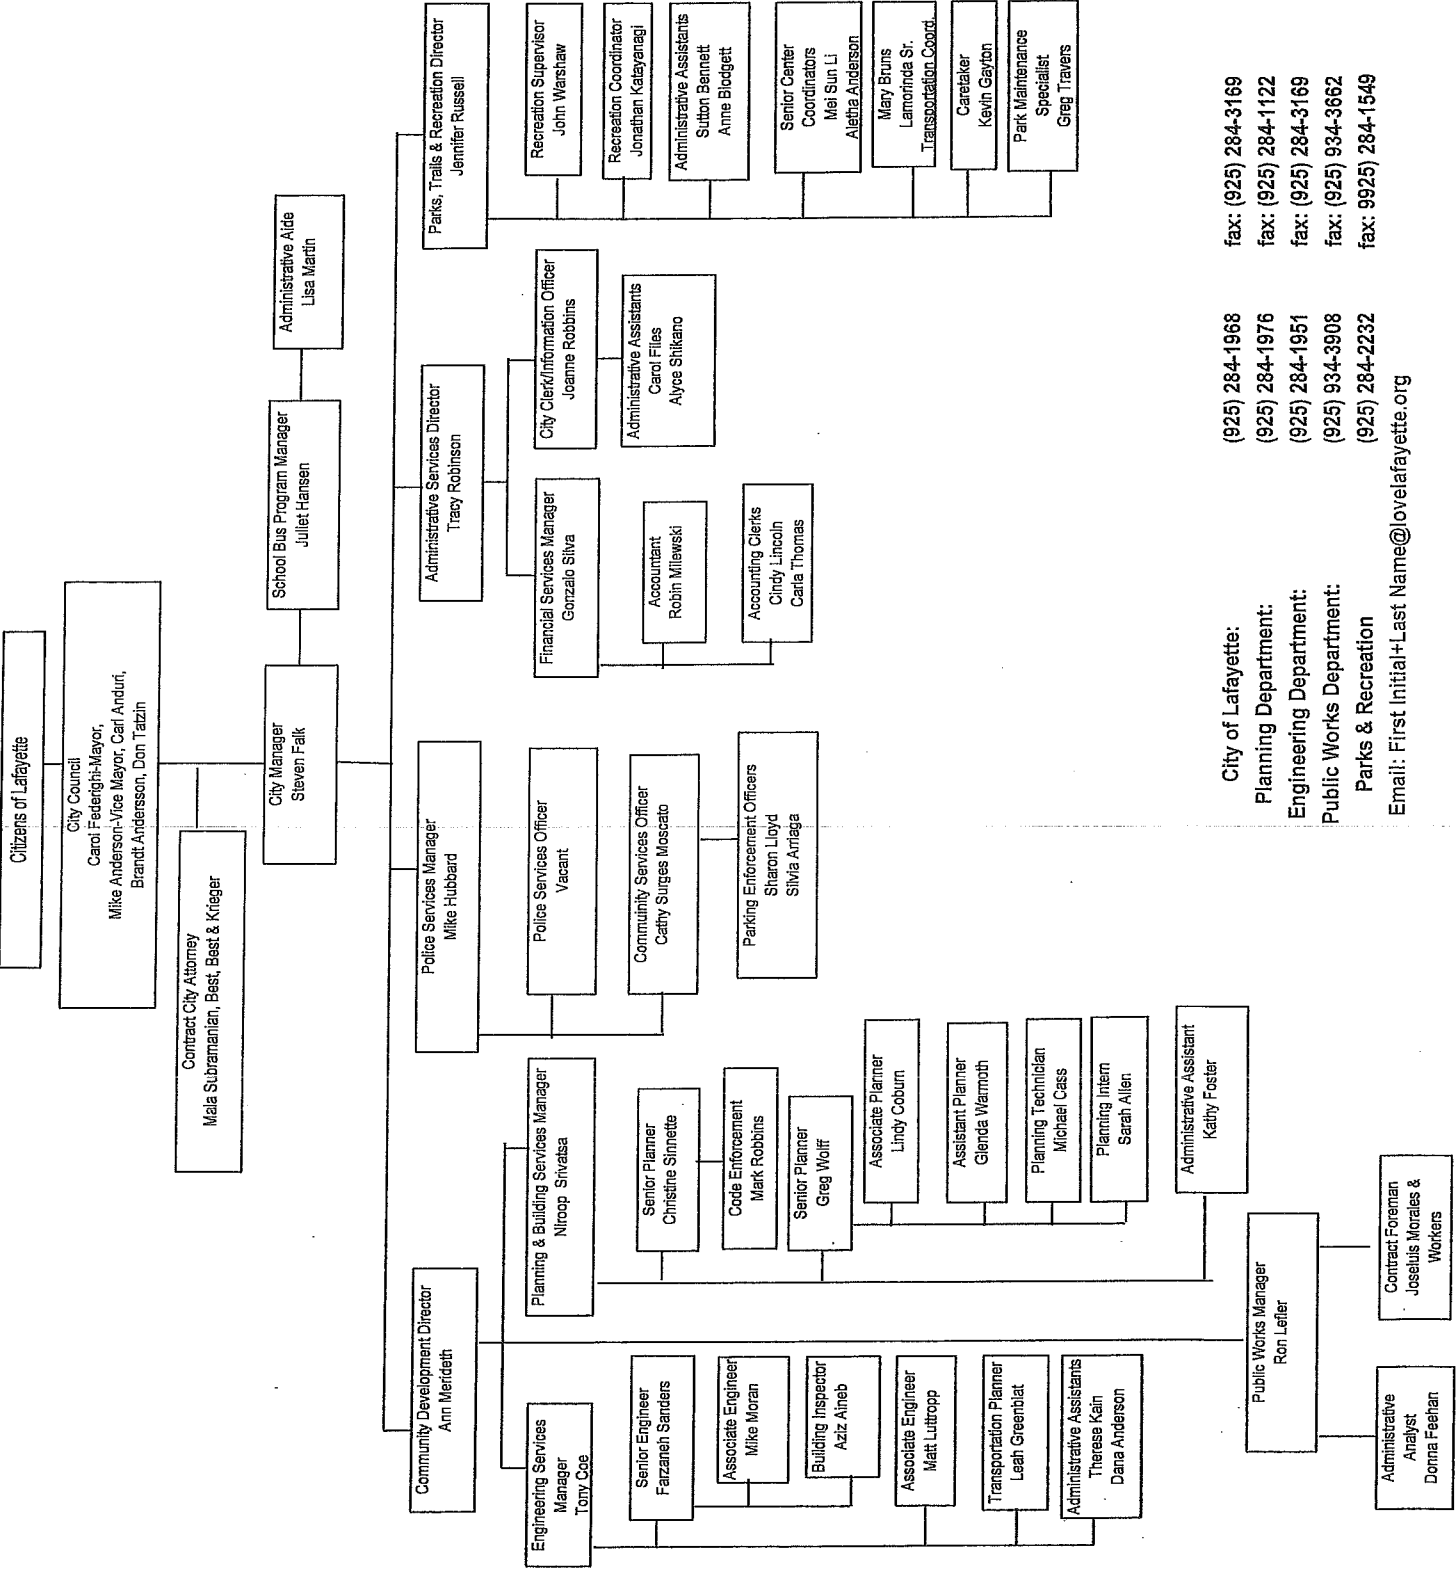 Citizens of Lafayette
City Council
Carol Federighi-Mayor,
Mike Anderson-Vice Mayor, Carl Anduri,
Brandt Andersson, Don Tatzin
Contract City Attorney
Mala Subramanian, Best, Best & Krieger
City Manager
Steven Falk
School Bus Program Manager
Juliet Hansen
Administrative Aide
Lisa Martin
Community Development Director
Ann Merideth
Police Services Manager
Mike Hubbard
Administrative Services Director
Tracy Robinson
Parks, Trails & Recreation Director
Jennifer Russell
Engineering Services
Manager
Tony Coe
Senior Engineer
Farzaneh Sanders
Associate Engineer
Mike Moran
Building Inspector
Aziz Aineb
Associate Engineer
Matt Luttropp
Transportation Planner
Leah Greenblat
Administrative Assistants
Therese Kain
Dana Anderson
Planning & Building Services Manager
Niroop Srivatsa
Senior Planner
Christine Sinnette
Code Enforcement
Mark Robbins
Senior Planner
Greg Wolff
Associate Planner
Lindy Coburn
Assistant Planner
Glenda Warmoth
Planning Technician
Michael Cass
Planning Intern
Sarah Allen
Administrative Assistant
Kathy Foster
Public Works Manager
Ron Lefler
Administrative
Analyst
Donna Feehan
Contract Foreman
Joseluis Morales &
Workers
Police Services Officer
Vacant
Commuinity Services Officer
Cathy Surges Moscato
Parking Enforcement Officers
Sharon Lloyd
Silvia Arriaga
Financial Services Manager
Gonzalo Silva
Accountant
Robin Milewski
Accounting Clerks
Cindy Lincoln
Carla Thomas
City Clerk/Information Officer
Joanne Robbins
Administrative Assistants
Carol Files
Alyce Shikano
Recreation Supervisor
John Warshaw
Recreation Coordinator
Jonathan Katayanagi
Administrative Assistants
Sutton Bennett
Anne Blodgett
Senior Center
Coordinators
Mei Sun Li
Aletha Anderson
Mary Bruns
Lamorinda Sr.
Transportation Coord.
Caretaker
Kevin Gayton
Park Maintenance
Specialist
Greg Travers
City of Lafayette: (925) 284-1968 fax: (925) 284-3169
Planning Department: (925) 284-1976 fax: (925) 284-1122
Engineering Department: (925) 284-1951 fax: (925) 284-3169
Public Works Department: (925) 934-3908 fax: (925) 934-3662
Parks & Recreation (925) 284-2232 fax: 9925) 284-1549
Email: First Initial+Last Name@lovelafayette.org